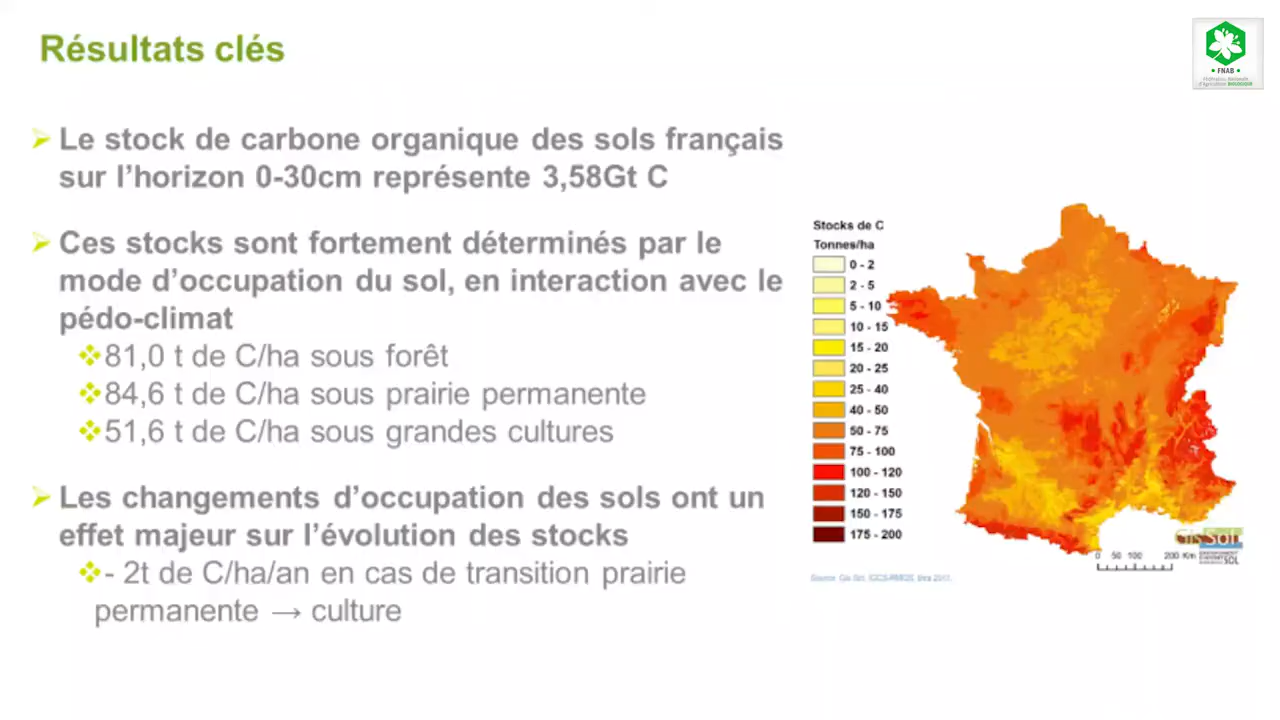 Résultats clés
• FNAB •
Le stock de carbone organique des sols français
sur l'horizon 0-30cm représente 3,58Gt C
Ces stocks sont fortement déterminés par le
mode d'occupation du sol, en interaction avec le
pédo-climat
81,0 t de C/ha sous forêt
84,6 t de C/ha sous prairie permanente
51,6 t de C/ha sous grandes cultures
Les changements d'occupation des sols ont un
effet majeur sur l'évolution des stocks
- 2t de C/ha/an en cas de transition prairie
permanente → culture
Stocks de C
Tonnes/ha
0 - 2
2 - 5
5 - 10
10 - 15
15 - 20
20 - 25
25 - 40
40 - 50
50 - 75
75 - 100
100 - 120
120 - 150
150 - 175
175 - 200
Gis Sol
0 50 100 200 Km
SOL